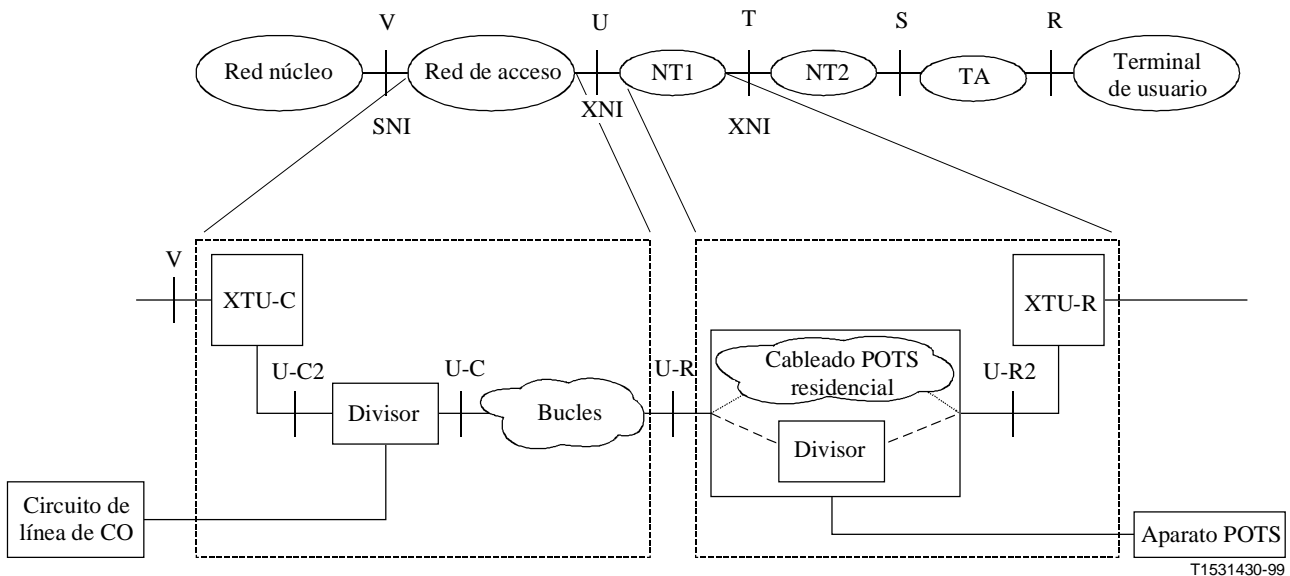 V
U
T
S
R
Red núcleo
Red de acceso
NT1
NT2
TA
Terminal
de usuario
SNI
XNI
XNI
V
XTU-C
XTU-R
U-C2
U-C
U-R
U-R2
Divisor
Bucles
Cableado POTS
residencial
Divisor
Circuito de
línea de CO
Aparato POTS
T1531430-99